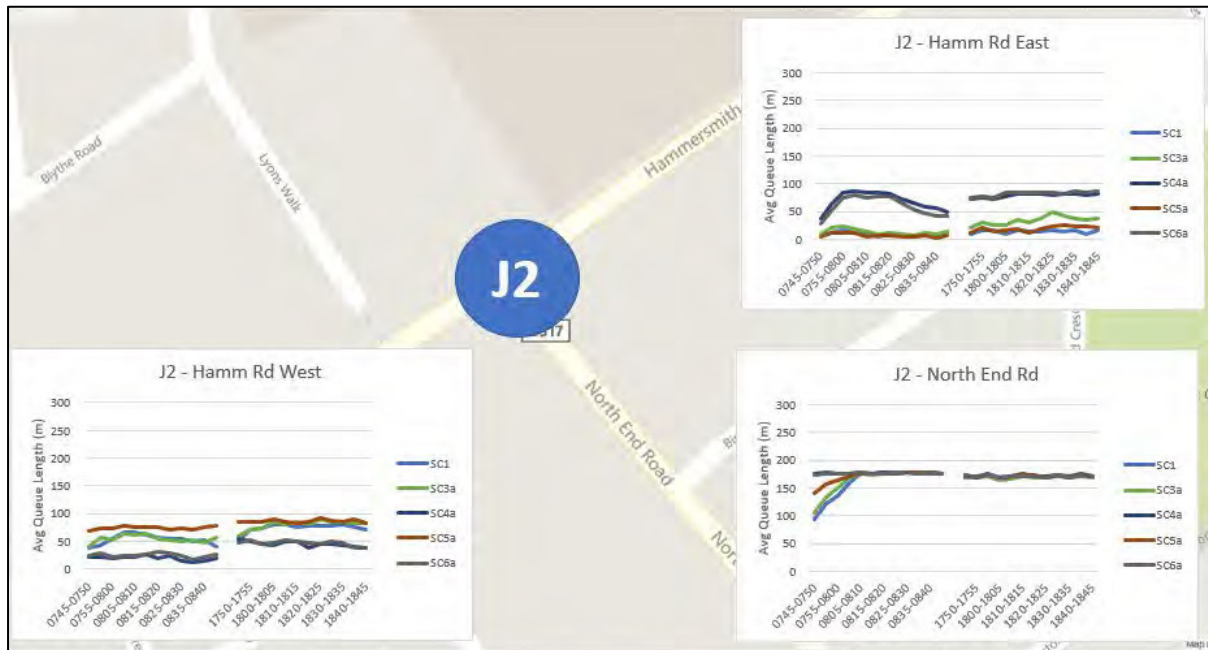 J2 - Hamm Rd East
Avg Queue Length (m)
300
250
200
150
100
50
0
0745-0750
0755-0800
0805-0810
0815-0820
0825-0830
0835-0840
1750-1755
1800-1805
1810-1815
1820-1825
1830-1835
1840-1845
SC1
SC3a
SC4a
SC5a
SC6a
Blythe Road
Lyons Walk
Hammersmith
J2
North End Road
J2 - Hamm Rd West
Avg Queue Length (m)
300
250
200
150
100
50
0
0745-0750
0755-0800
0805-0810
0815-0820
0825-0830
0835-0840
1750-1755
1800-1805
1810-1815
1820-1825
1830-1835
1840-1845
SC1
SC3a
SC4a
SC5a
SC6a
J2 - North End Rd
Avg Queue Length (m)
300
250
200
150
100
50
0
0745-0750
0755-0800
0805-0810
0815-0820
0825-0830
0835-0840
1750-1755
1800-1805
1810-1815
1820-1825
1830-1835
1840-1845
SC1
SC3a
SC4a
SC5a
SC6a